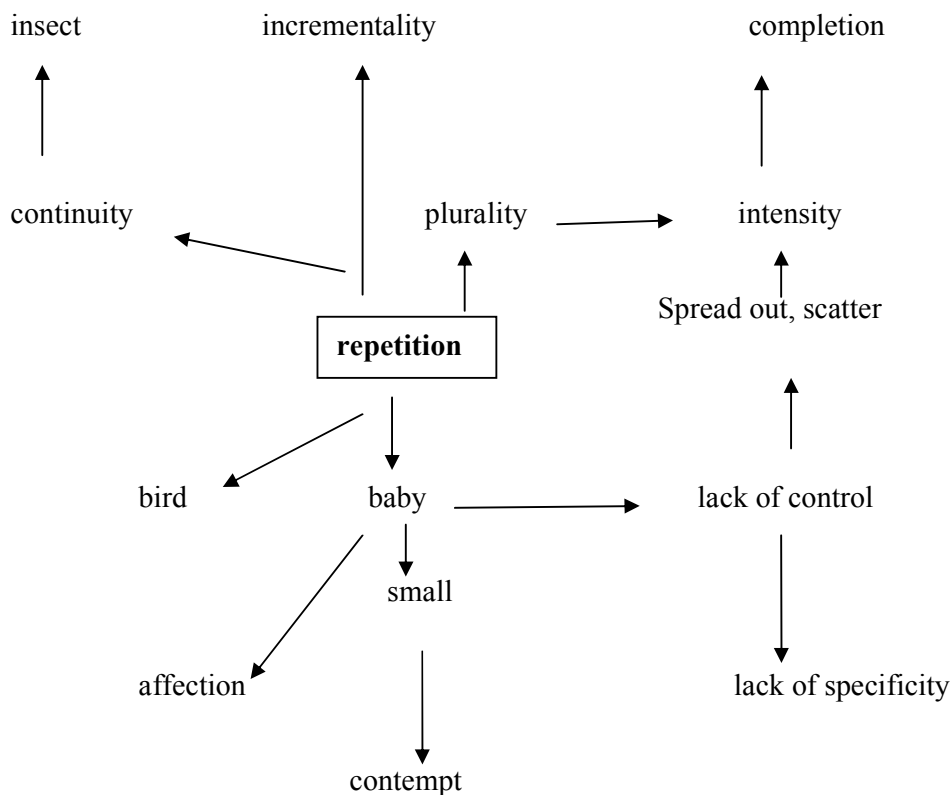 insect
incrementality
completion
continuity
plurality
intensity
Spread out, scatter
repetition
bird
baby
lack of control
small
affection
lack of specificity
contempt